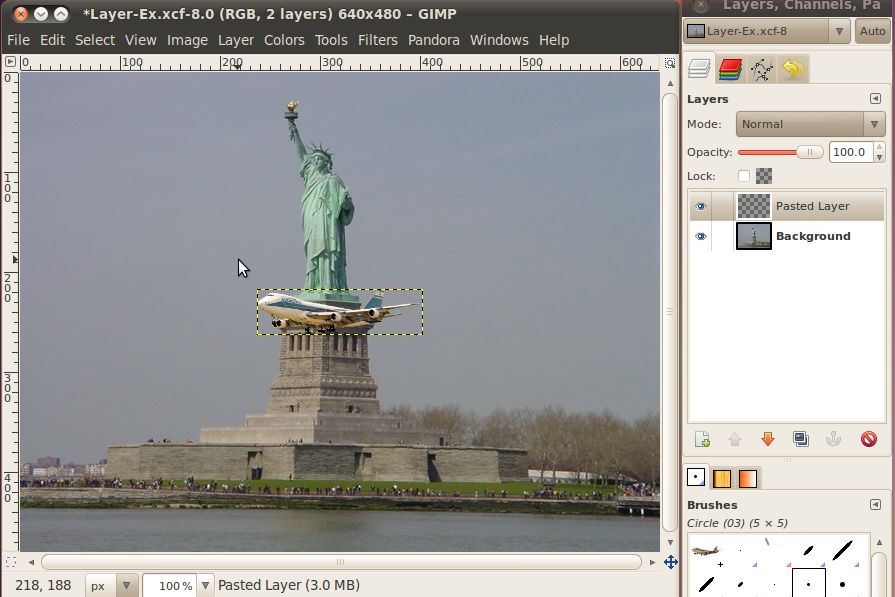 *Layer-Ex.xcf-8.0 (RGB, 2 layers) 640x480 – GIMP
File Edit Select View Image Layer Colors Tools Filters Pandora Windows Help
0 100 200 300 400 500 600
0
100
200
300
400
218, 188 px 100 % Pasted Layer (3.0 MB)
Layers, Channels, Pa
Layer-Ex.xcf-8 Auto
Layers
Mode: Normal
Opacity: 100.0
Lock:
Pasted Layer
Background
Brushes
Circle (03) (5 × 5)